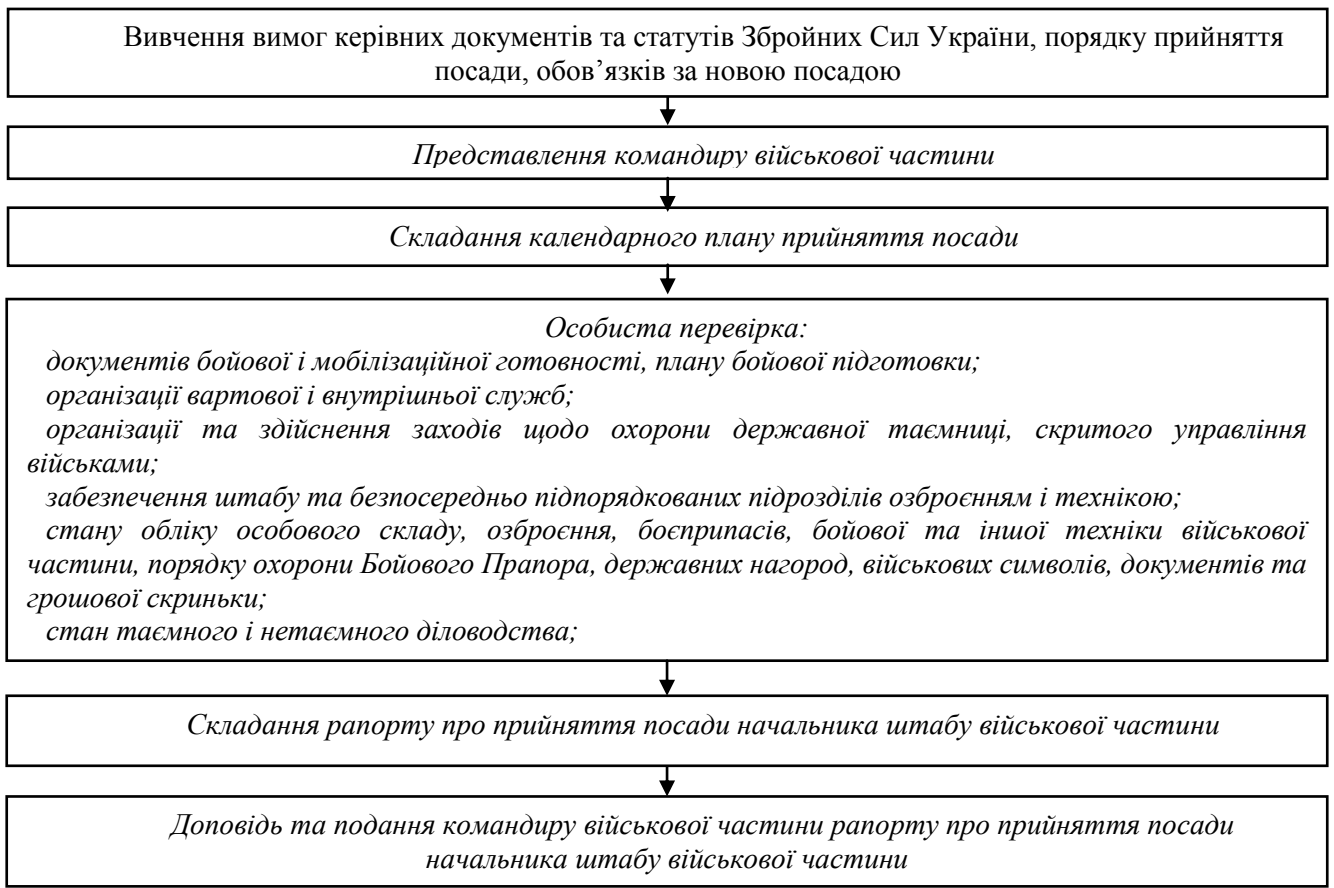 Вивчення вимог керівних документів та статутів Збройних Сил України, порядку прийняття
посади, обов’язків за новою посадою
Представлення командиру військової частини
Складання календарного плану прийняття посади
Особиста перевірка:
документів бойової і мобілізаційної готовності, плану бойової підготовки;
організації вартової і внутрішньої служб;
організації та здійснення заходів щодо охорони державної таємниці, скритого управління
військами;
забезпечення штабу та безпосередньо підпорядкованих підрозділів озброєнням і технікою;
стану обліку особового складу, озброєння, боєприпасів, бойової та іншої техніки військової
частини, порядку охорони Бойового Прапора, державних нагород, військових символів, документів та
грошової скриньки;
стан таємного і нетаємного діловодства;
Складання рапорту про прийняття посади начальника штабу військової частини
Доповідь та подання командиру військової частини рапорту про прийняття посади
начальника штабу військової частини